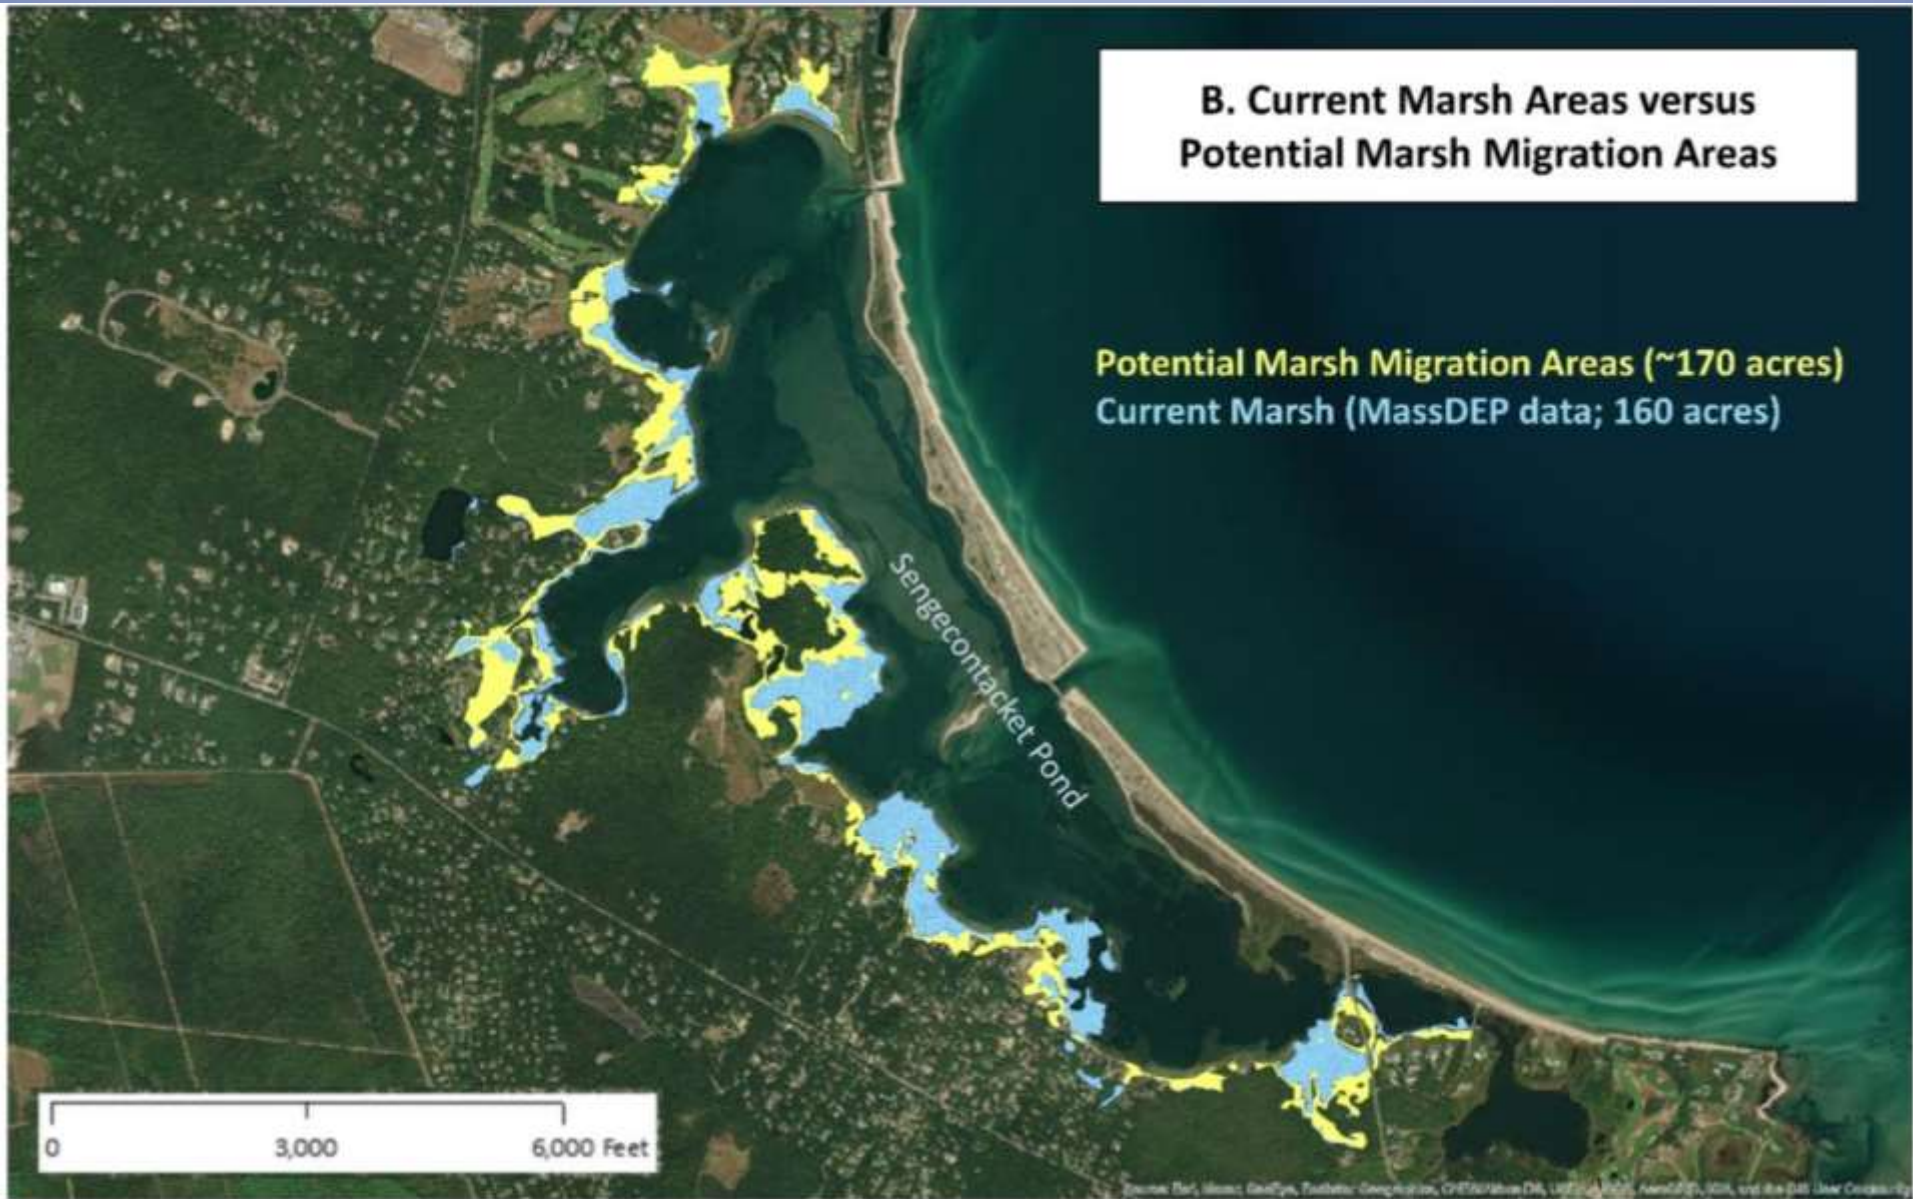 B. Current Marsh Areas versus
Potential Marsh Migration Areas
Potential Marsh Migration Areas (~170 acres)
Current Marsh (MassDEP data; 160 acres)
Sengecontacket Pond
0 3,000 6,000 Feet